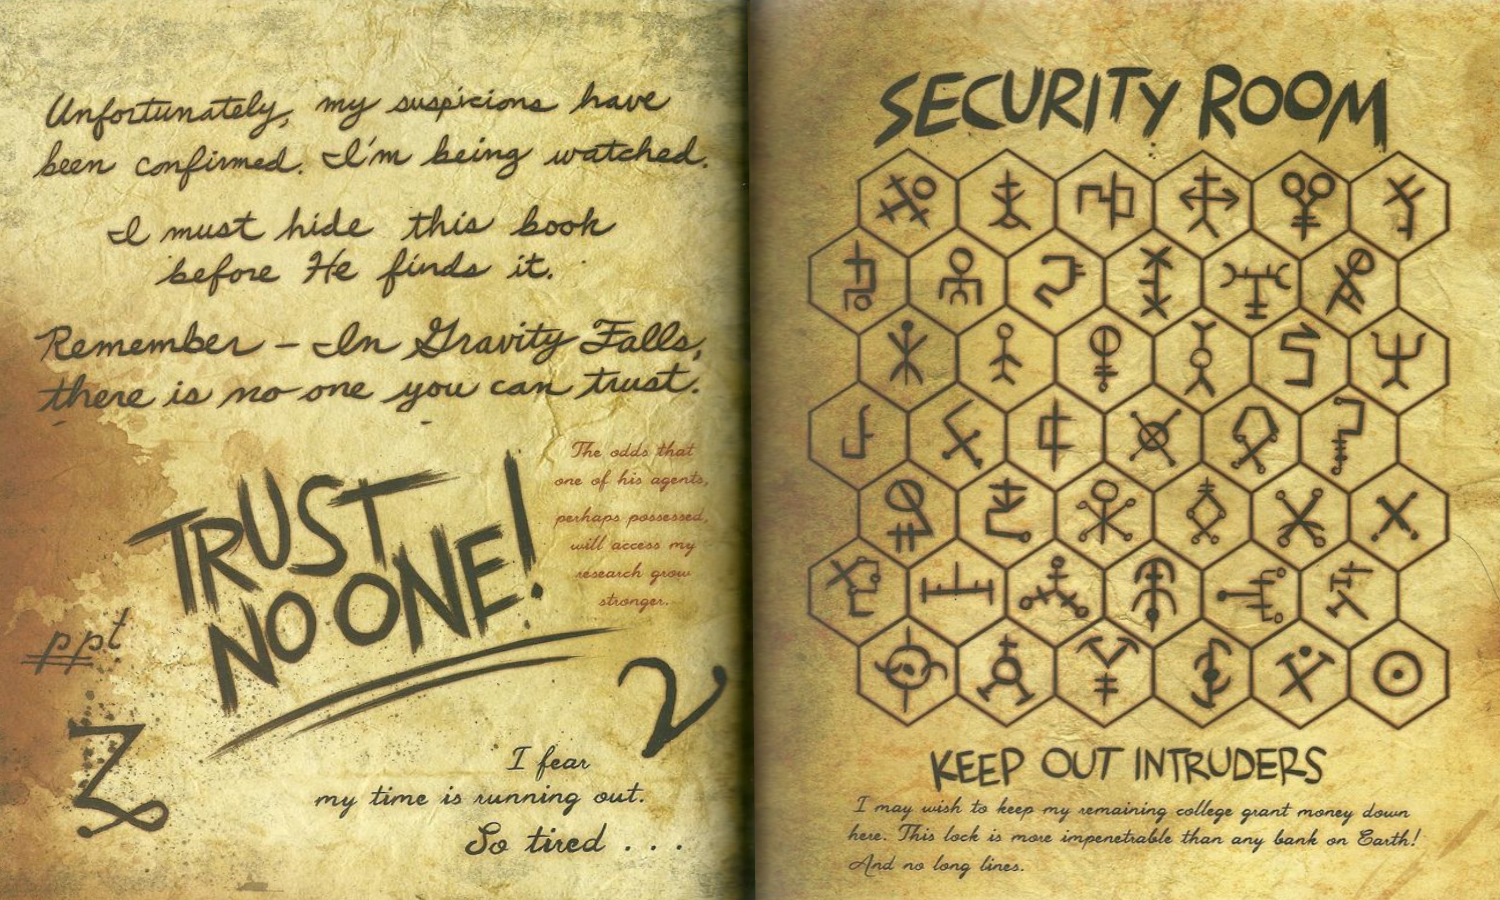 Unfortunately, my suspicions have
been confirmed. I'm being watched.
I must hide this book
before He finds it.
Remember - In Gravity Falls,
there is no one you can trust.
The odds that
one of his agents,
perhaps possessed,
will access my
research grow
stronger.
TRUST
NO ONE!
ppt
I fear
my time is running out.
So tired . . .
SECURITY ROOM
KEEP OUT INTRUDERS
I may wish to keep my remaining college grant money down
here. This lock is more impenetrable than any bank on Earth!
And no long lines.